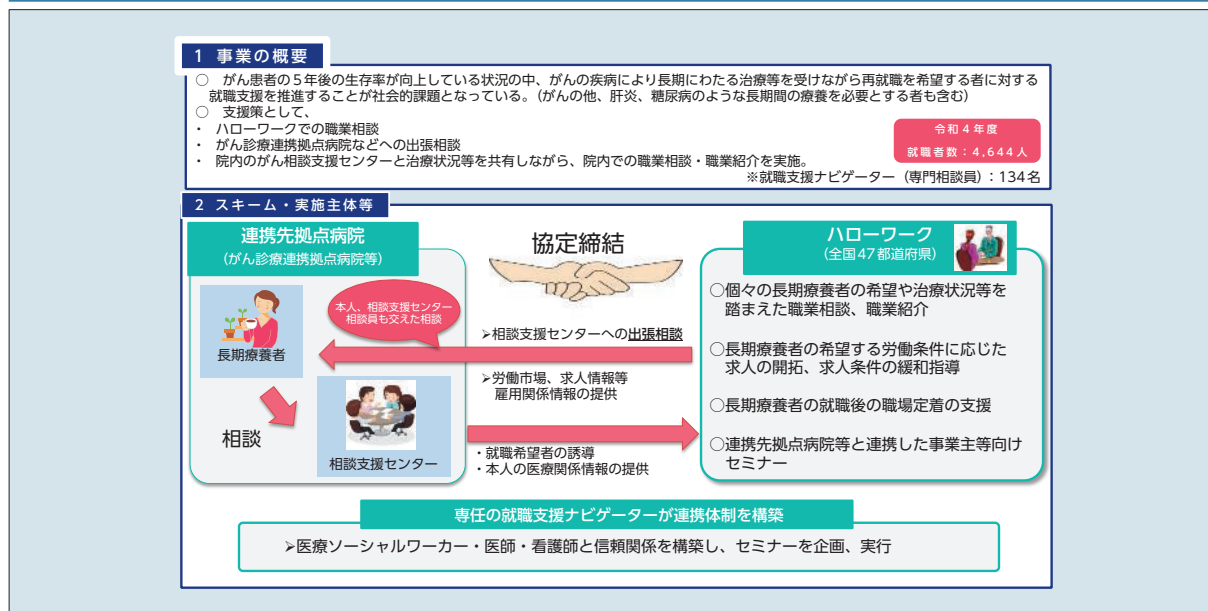 1 事業の概要
○ がん患者の５年後の生存率が向上している状況の中、がんの疾病により長期にわたる治療等を受けながら再就職を希望する者に対する
就職支援を推進することが社会的課題となっている。（がんの他、肝炎、糖尿病のような長期間の療養を必要とする者も含む）
○ 支援策として、
・ ハローワークでの職業相談
・ がん診療連携拠点病院などへの出張相談
・ 院内のがん相談支援センターと治療状況等を共有しながら、院内での職業相談・職業紹介を実施。
令和４年度
就職者数：4,644人
※就職支援ナビゲーター（専門相談員）：134名
2 スキーム・実施主体等
連携先拠点病院
（がん診療連携拠点病院等）
長期療養者
相談
相談支援センター
本人、相談支援センター
相談員も交えた相談
協定締結
➢相談支援センターへの出張相談
➢労働市場、求人情報等
雇用関係情報の提供
・就職希望者の誘導
・本人の医療関係情報の提供
ハローワーク
（全国47都道府県）
○個々の長期療養者の希望や治療状況等を
踏まえた職業相談、職業紹介
○長期療養者の希望する労働条件に応じた
求人の開拓、求人条件の緩和指導
○長期療養者の就職後の職場定着の支援
○連携先拠点病院等と連携した事業主等向け
セミナー
専任の就職支援ナビゲーターが連携体制を構築
➢医療ソーシャルワーカー・医師・看護師と信頼関係を構築し、セミナーを企画、実行